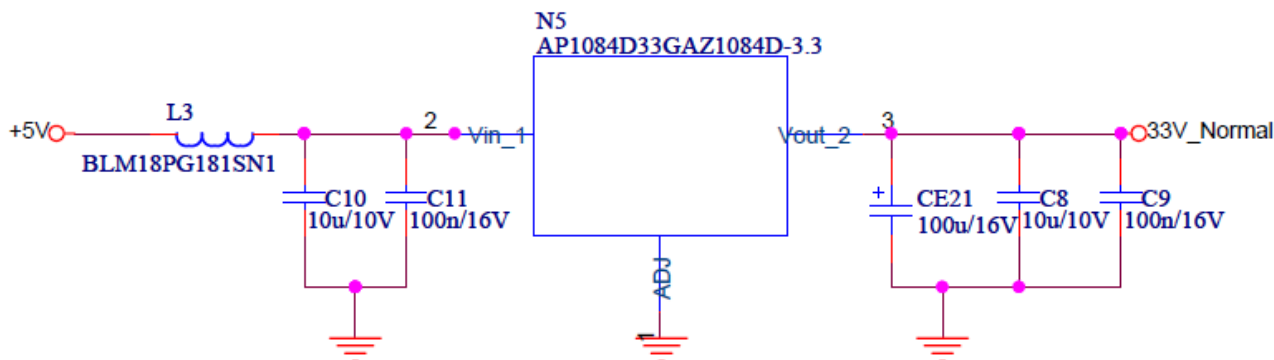 N5
AP1084D33GAZ1084D-3.3
L3
+5V
2
Vin_1
Vout_2
3
33V_Normal
BLM18PG181SN1
C10
10u/10V
C11
100n/16V
+
CE21
100u/16V
C8
10u/10V
C9
100n/16V
ADJ
1